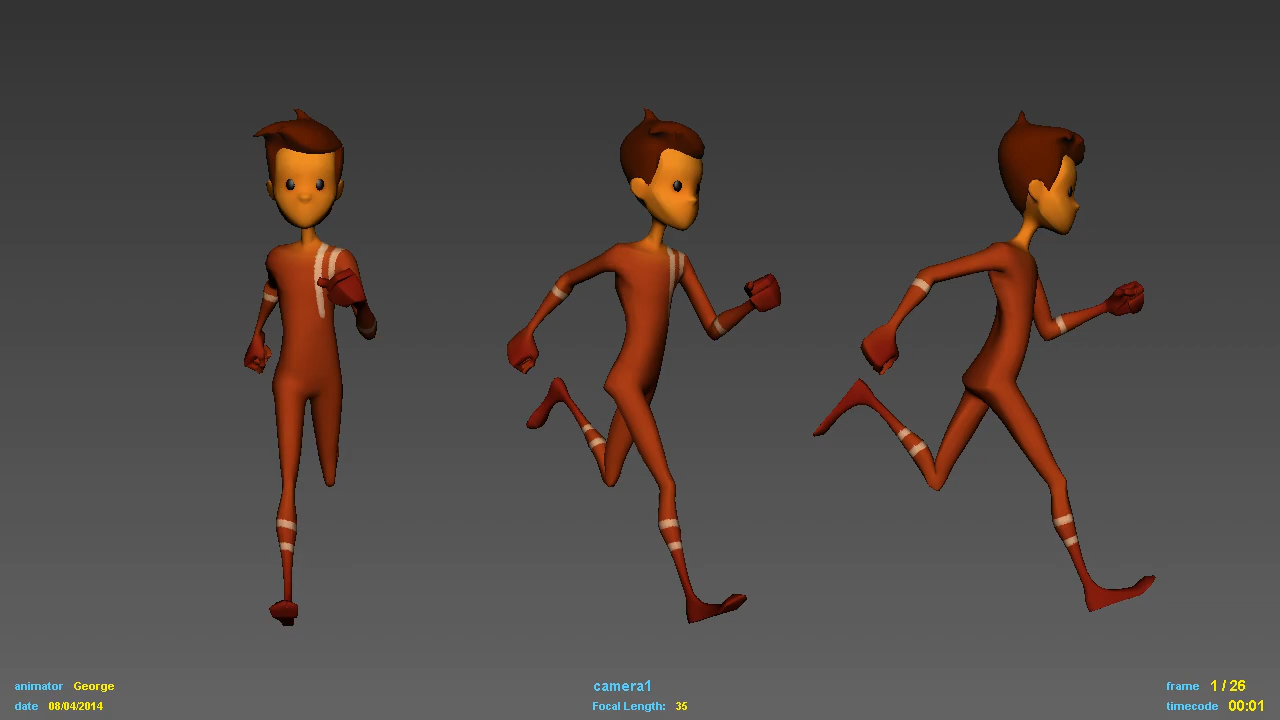 animator George
camera1
frame 1 / 26
date 08/04/2014
Focal Length: 35
timecode 00:01